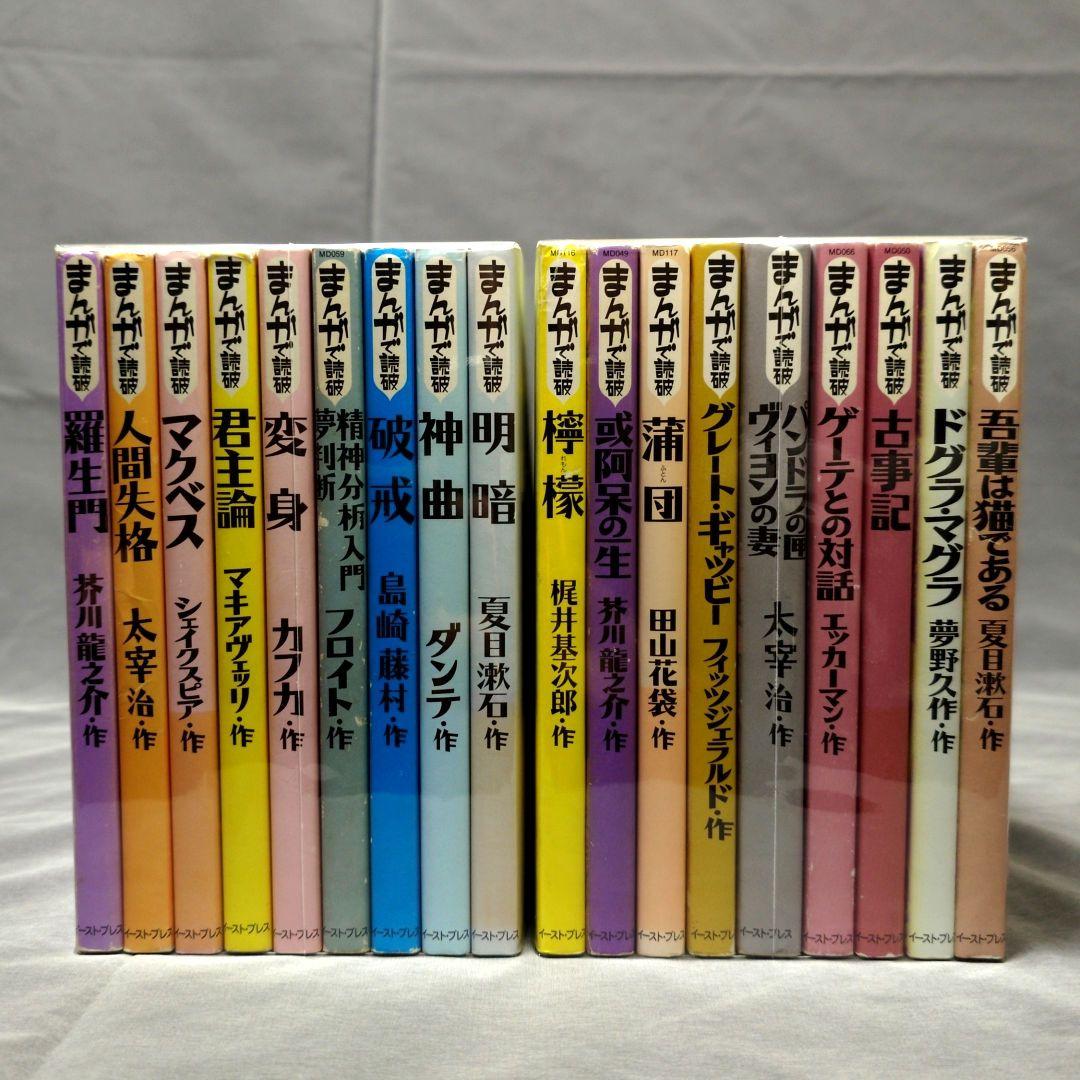 まんがで読破
羅生門
芥川龍之介・作
まんがで読破
人間失格
太宰治・作
まんがで読破
マクベス
シェイクスピア・作
イースト・プレス
まんがで読破
君主論
マキアヴェッリ・作
イースト・プレス
まんがで読破
変身
カフカ・作
イースト・プレス
MD059
まんがで読破
精神分析入門
夢判断
フロイト・作
イースト・プレス
まんがで読破
破戒
島崎藤村・作
イースト・プレス
まんがで読破
神曲
ダンテ・作
イースト・プレス
まんがで読破
明暗
夏目漱石・作
イースト・プレス
MD116
まんがで読破
檸檬
れもん
梶井基次郎・作
イースト・プレス
MD049
まんがで読破
或阿呆の一生
芥川龍之介・作
イースト・プレス
MD117
まんがで読破
蒲団
ふとん
田山花袋・作
イースト・プレス
まんがで読破
グレート・ギャツビー
フィッツジェラルド・作
イースト・プレス
まんがで読破
パンドラの匣
ヴィヨンの妻
太宰治・作
イースト・プレス
MD066
まんがで読破
ゲーテとの対話
エッカーマン・作
イースト・プレス
MD050
まんがで読破
古事記
イースト・プレス
まんがで読破
ドグラ・マグラ
夢野久作・作
イースト・プレス
まんがで読破
吾輩は猫である
夏目漱石・作
イースト・プレス